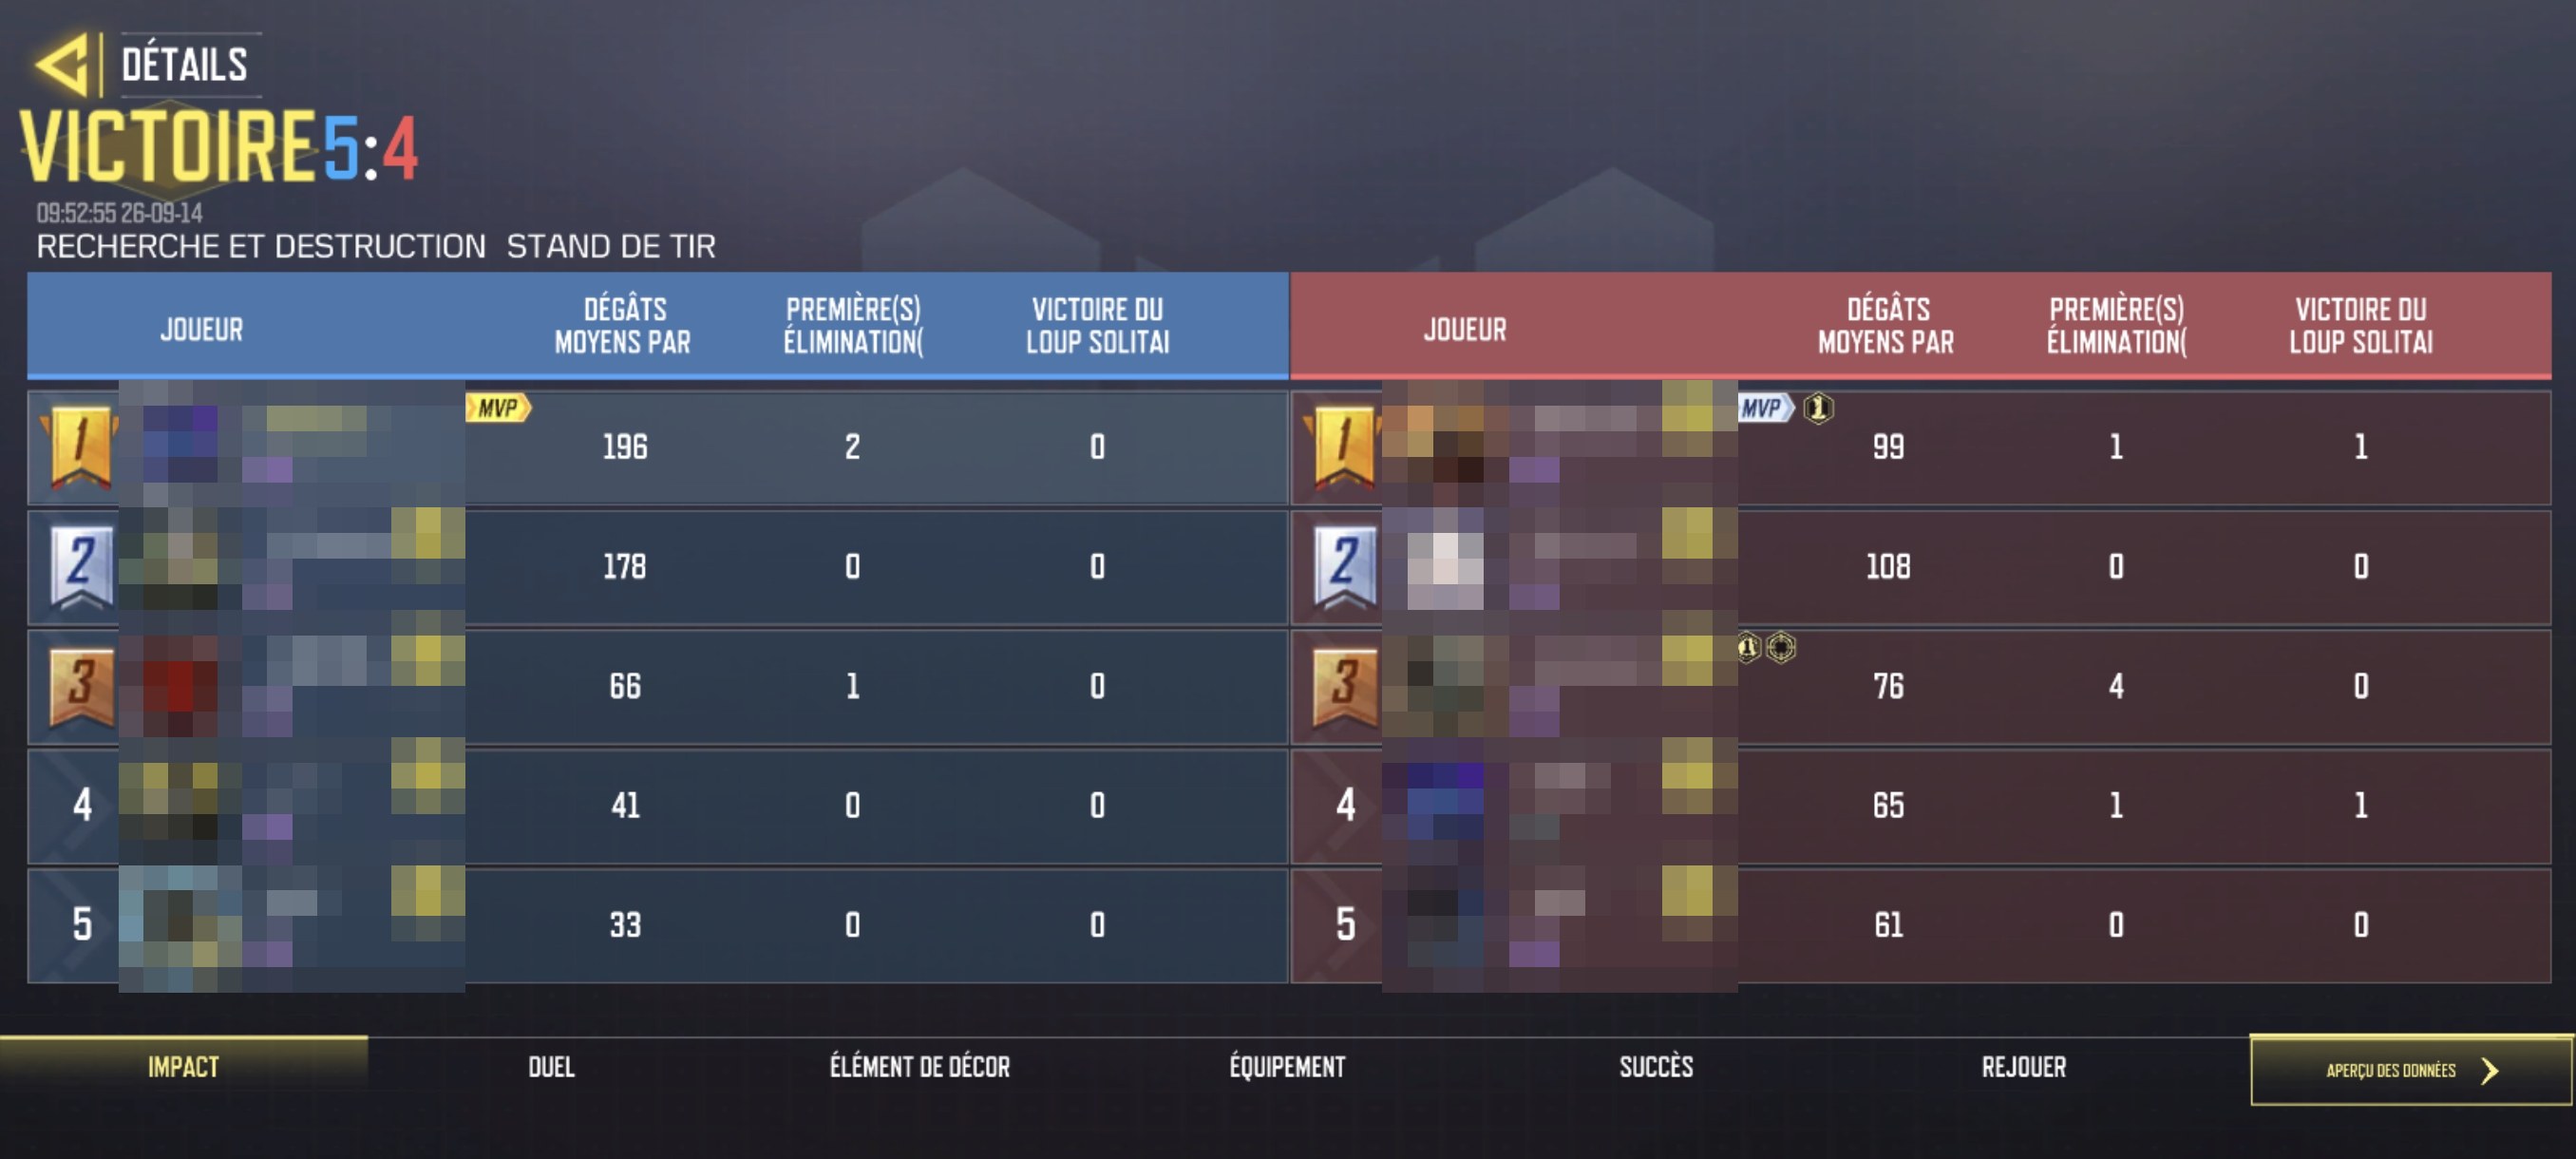 DÉTAILS
VICTOIRE 5:4
09:52:55 26-09-14
RECHERCHE ET DESTRUCTION STAND DE TIR
JOUEUR DÉGÂTS MOYENS PAR PREMIÈRE(S) ÉLIMINATION( VICTOIRE DU LOUP SOLITAI JOUEUR DÉGÂTS MOYENS PAR PREMIÈRE(S) ÉLIMINATION( VICTOIRE DU LOUP SOLITAI
1 MVP 196 2 0 1 MVP 1 99 1 1
2 178 0 0 2 108 0 0
3 66 1 0 3 1 76 4 0
4 41 0 0 4 65 1 1
5 33 0 0 5 61 0 0
IMPACT DUEL ÉLÉMENT DE DÉCOR ÉQUIPEMENT SUCCÈS REJOUER APERÇU DES DONNÉES